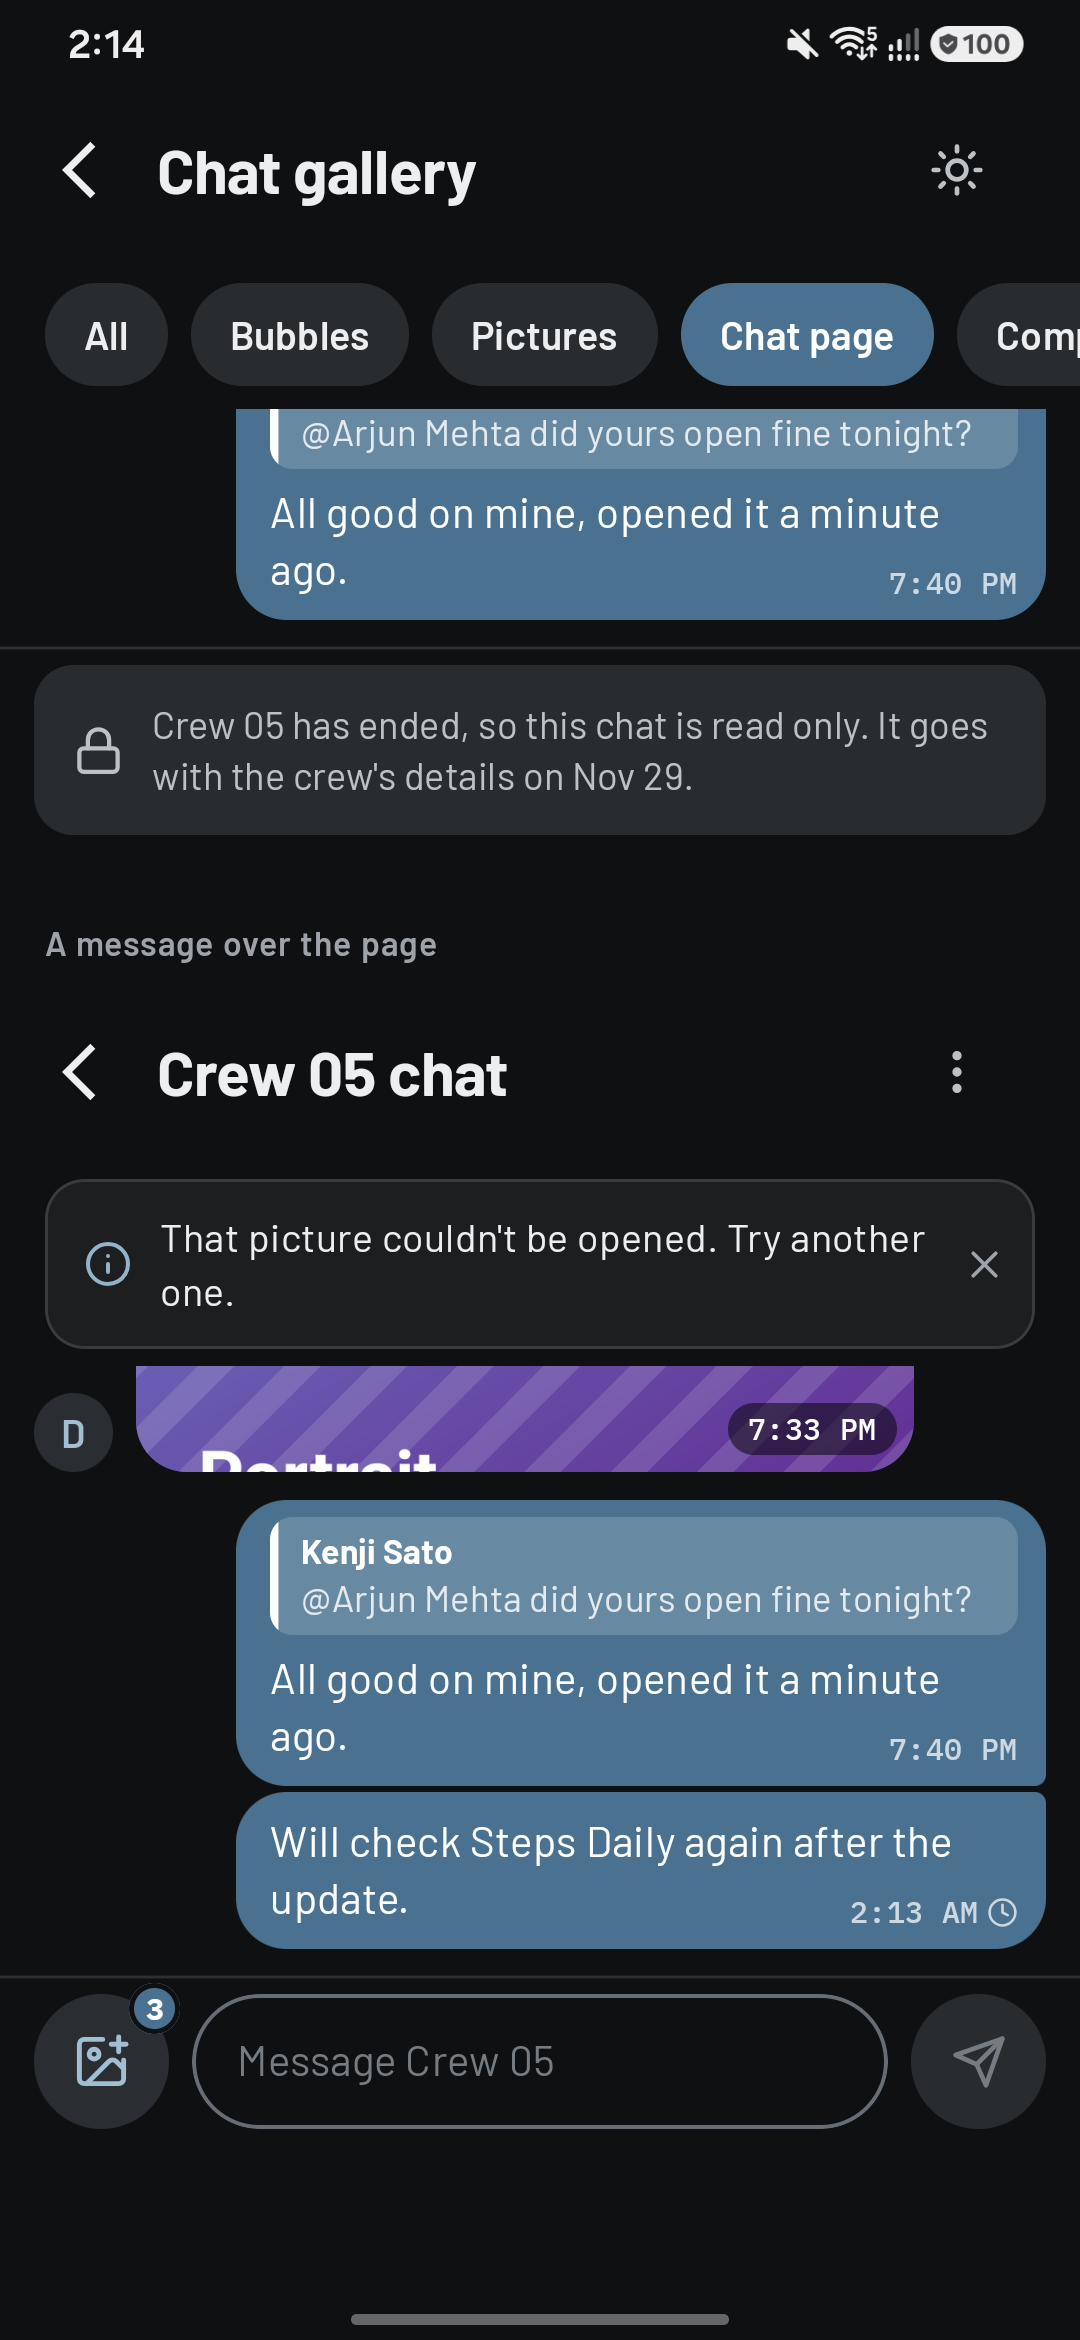 2:14
5
100
Chat gallery
All
Bubbles
Pictures
Chat page
Com
@Arjun Mehta did yours open fine tonight?
All good on mine, opened it a minute
ago.
7:40 PM
Crew 05 has ended, so this chat is read only. It goes
with the crew's details on Nov 29.
A message over the page
Crew 05 chat
That picture couldn't be opened. Try another
one.
D
7:33 PM
Portrait
Kenji Sato
@Arjun Mehta did yours open fine tonight?
All good on mine, opened it a minute
ago.
7:40 PM
Will check Steps Daily again after the
update.
2:13 AM
3
Message Crew 05